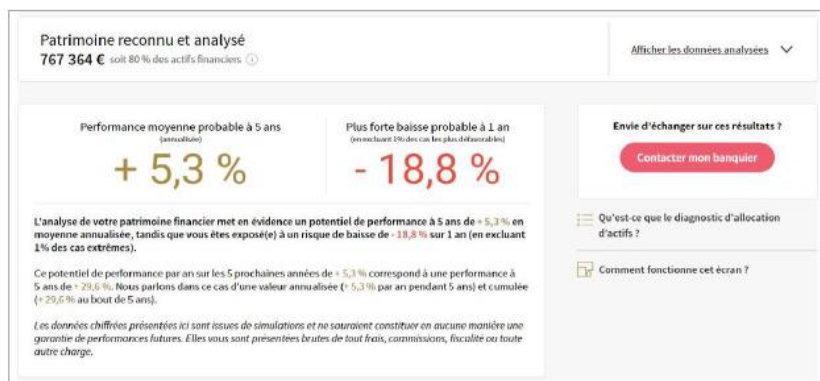 Patrimoine reconnu et analysé
767 364 € soit 80 % des actifs financiers
Afficher les données analysées
Performance moyenne probable à 5 ans
(annualisée)
+ 5,3 %
Plus forte baisse probable à 1 an
(en excluant 1% des cas les plus défavorables)
- 18,8 %
L'analyse de votre patrimoine financier met en évidence un potentiel de performance à 5 ans de + 5,3 % en
moyenne annualisée, tandis que vous êtes exposé(e) à un risque de baisse de - 18,8 % sur 1 an (en excluant
1% des cas extrêmes).
Ce potentiel de performance par an sur les 5 prochaines années de + 5,3 % correspond à une performance à
5 ans de + 29,6 %. Nous parlons dans ce cas d'une valeur annualisée (+ 5,3 % par an pendant 5 ans) et cumulée
(+ 29,6 % au bout de 5 ans).
Les données chiffrées présentées ici sont issues de simulations et ne sauraient constituer en aucune manière une
garantie de performances futures. Elles vous sont présentées brutes de tout frais, commissions, fiscalité ou toute
autre charge.
Envie d'échanger sur ces résultats ?
Contacter mon banquier
Qu'est-ce que le diagnostic d'allocation
d'actifs ?
Comment fonctionne cet écran ?